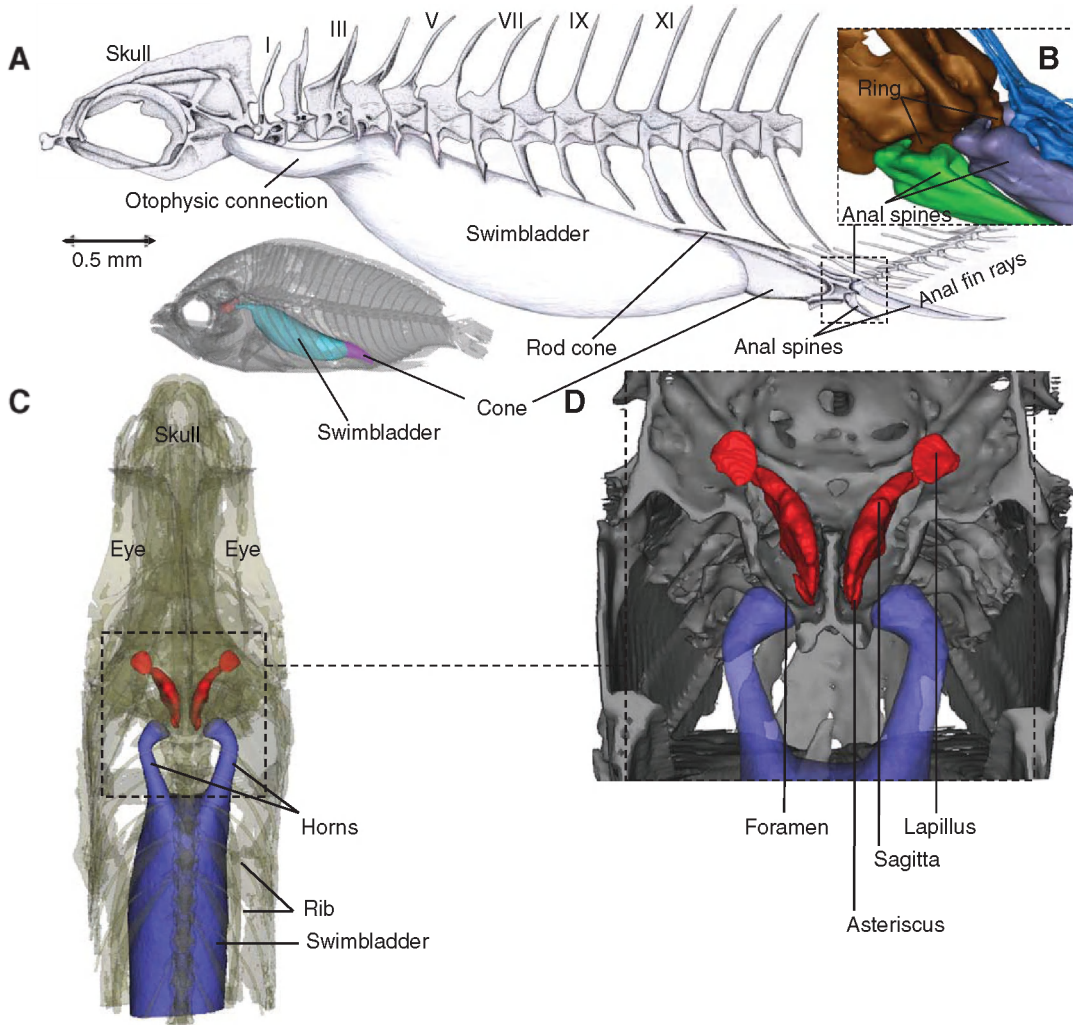 A
Skull
I
III
V
VII
IX
XI
B
Ring
Anal spines
Otophysic connection
Swimbladder
0.5 mm
Anal fin rays
Rod cone
Anal spines
Cone
Swimbladder
C
Skull
Eye
Eye
Horns
Rib
Swimbladder
D
Foramen
Lapillus
Sagitta
Asteriscus